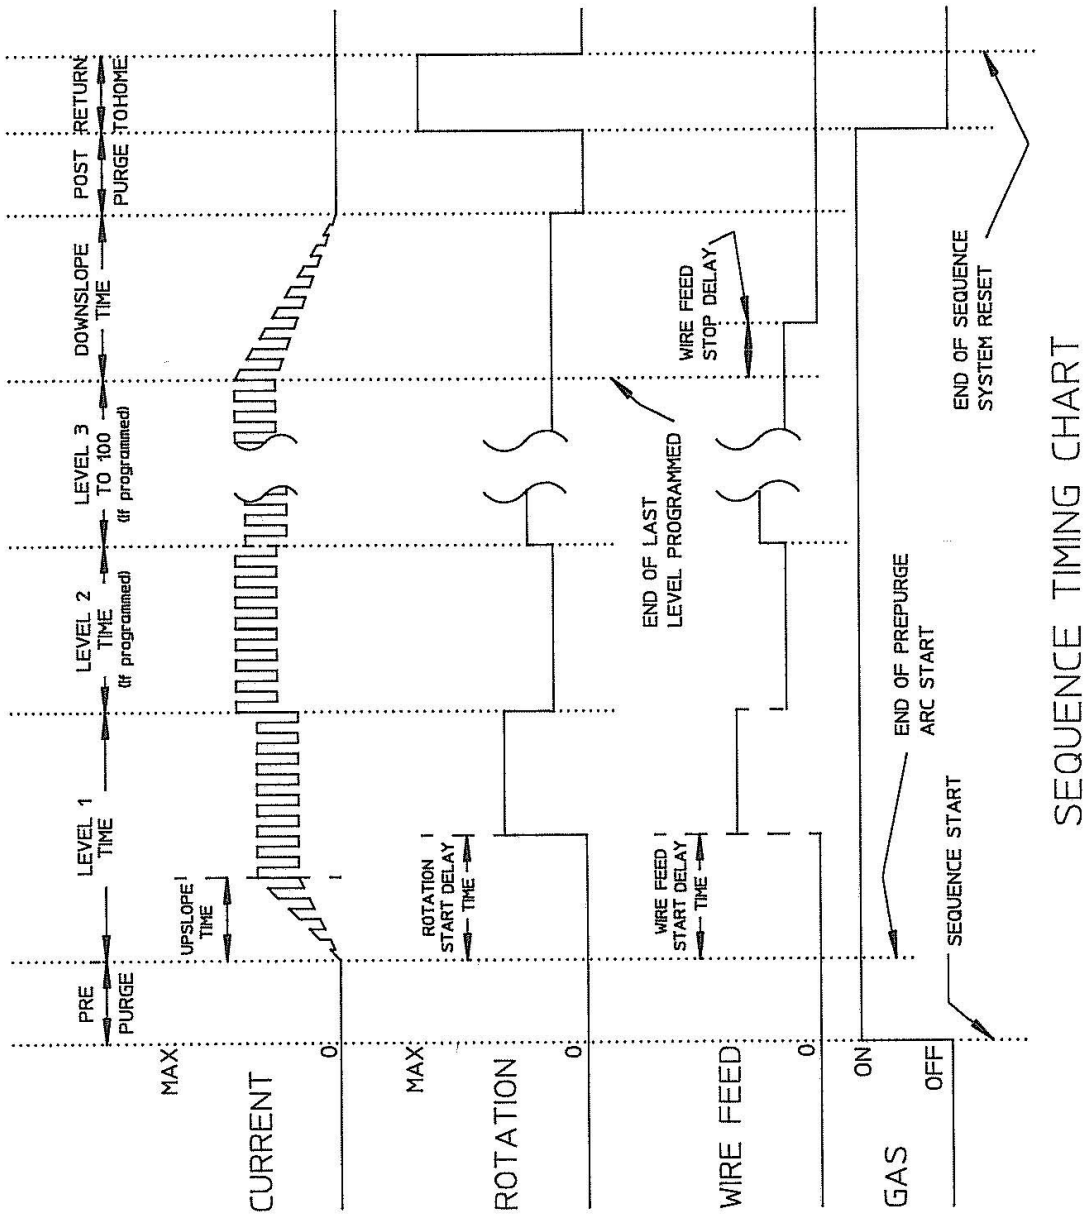 PRE
PURGE
LEVEL 1
TIME
LEVEL 2
TIME
(If programmed)
LEVEL 3
TO 100
(If programmed)
DOWNSLOPE
TIME
POST
PURGE
RETURN
TO HOME
MAX
UPSLOPE
TIME
CURRENT
0
MAX
ROTATION
START DELAY
TIME
ROTATION
0
END OF LAST
LEVEL PROGRAMMED
WIRE FEED
START DELAY
TIME
WIRE FEED
STOP DELAY
WIRE FEED
0
ON
GAS
OFF
END OF PREPURGE
ARC START
SEQUENCE START
END OF SEQUENCE
SYSTEM RESET
SEQUENCE TIMING CHART